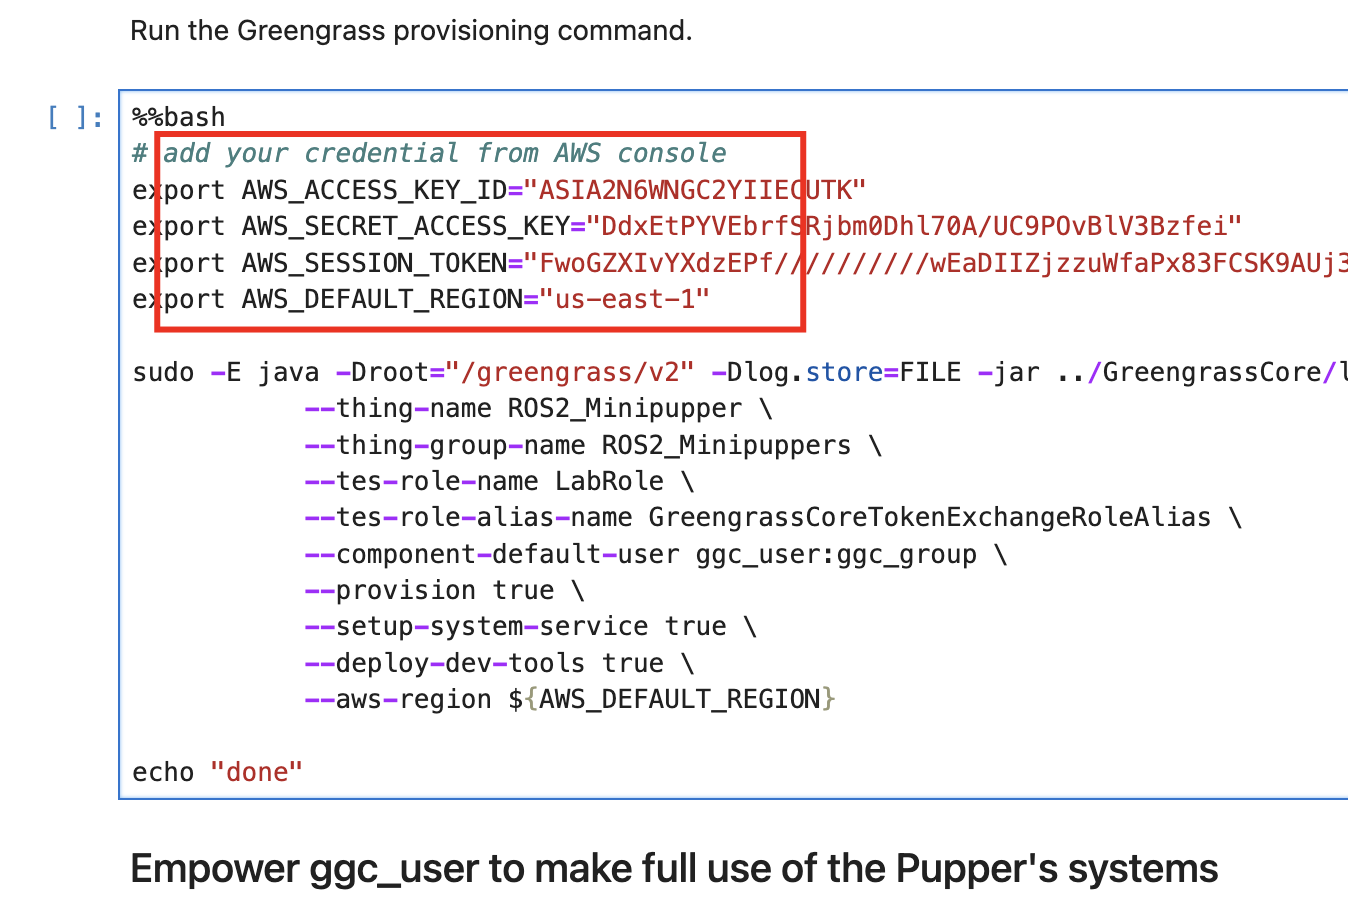 Run the Greengrass provisioning command.
[ ]:
%%bash
# add your credential from AWS console
export AWS_ACCESS_KEY_ID="ASIA2N6WNGC2YIIECUTK"
export AWS_SECRET_ACCESS_KEY="DdxEtPYVEbrfSRjbm0Dhl70A/UC9POvBlV3Bzfei"
export AWS_SESSION_TOKEN="FwoGZXIvYXdzEPf//////////wEaDIIZjzzuWfaPx83FCSK9AUj3
export AWS_DEFAULT_REGION="us-east-1"
sudo -E java -Droot="/greengrass/v2" -Dlog.store=FILE -jar ../GreengrassCore/l
--thing-name ROS2_Minipupper \
--thing-group-name ROS2_Minipuppers \
--tes-role-name LabRole \
--tes-role-alias-name GreengrassCoreTokenExchangeRoleAlias \
--component-default-user ggc_user:ggc_group \
--provision true \
--setup-system-service true \
--deploy-dev-tools true \
--aws-region ${AWS_DEFAULT_REGION}
echo "done"
Empower ggc_user to make full use of the Pupper's systems